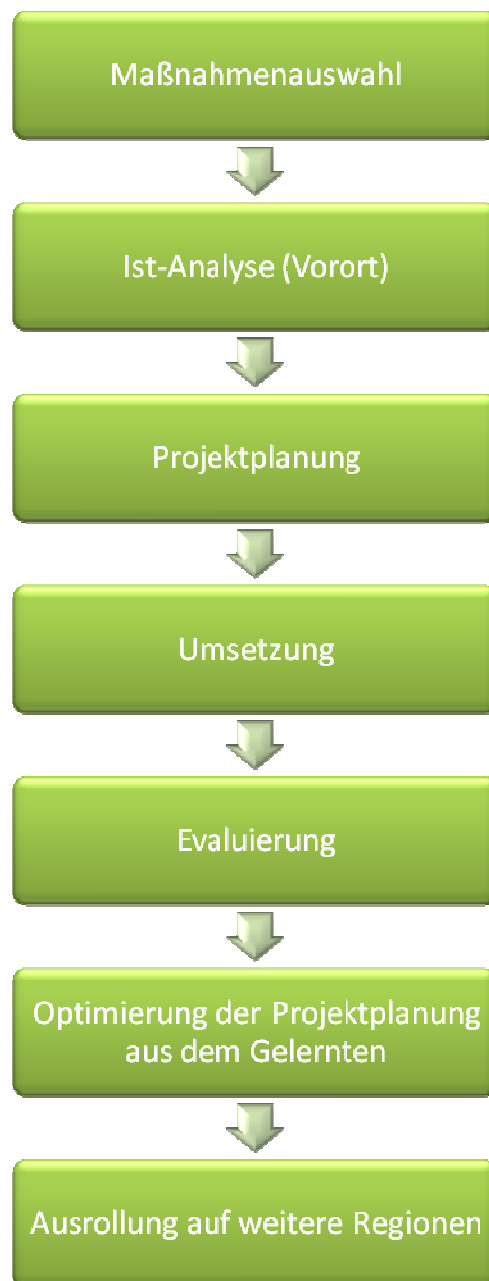 Maßnahmenauswahl
Ist-Analyse (Vorort)
Projektplanung
Umsetzung
Evaluierung
Optimierung der Projektplanung
aus dem Gelernten
Ausrollung auf weitere Regionen